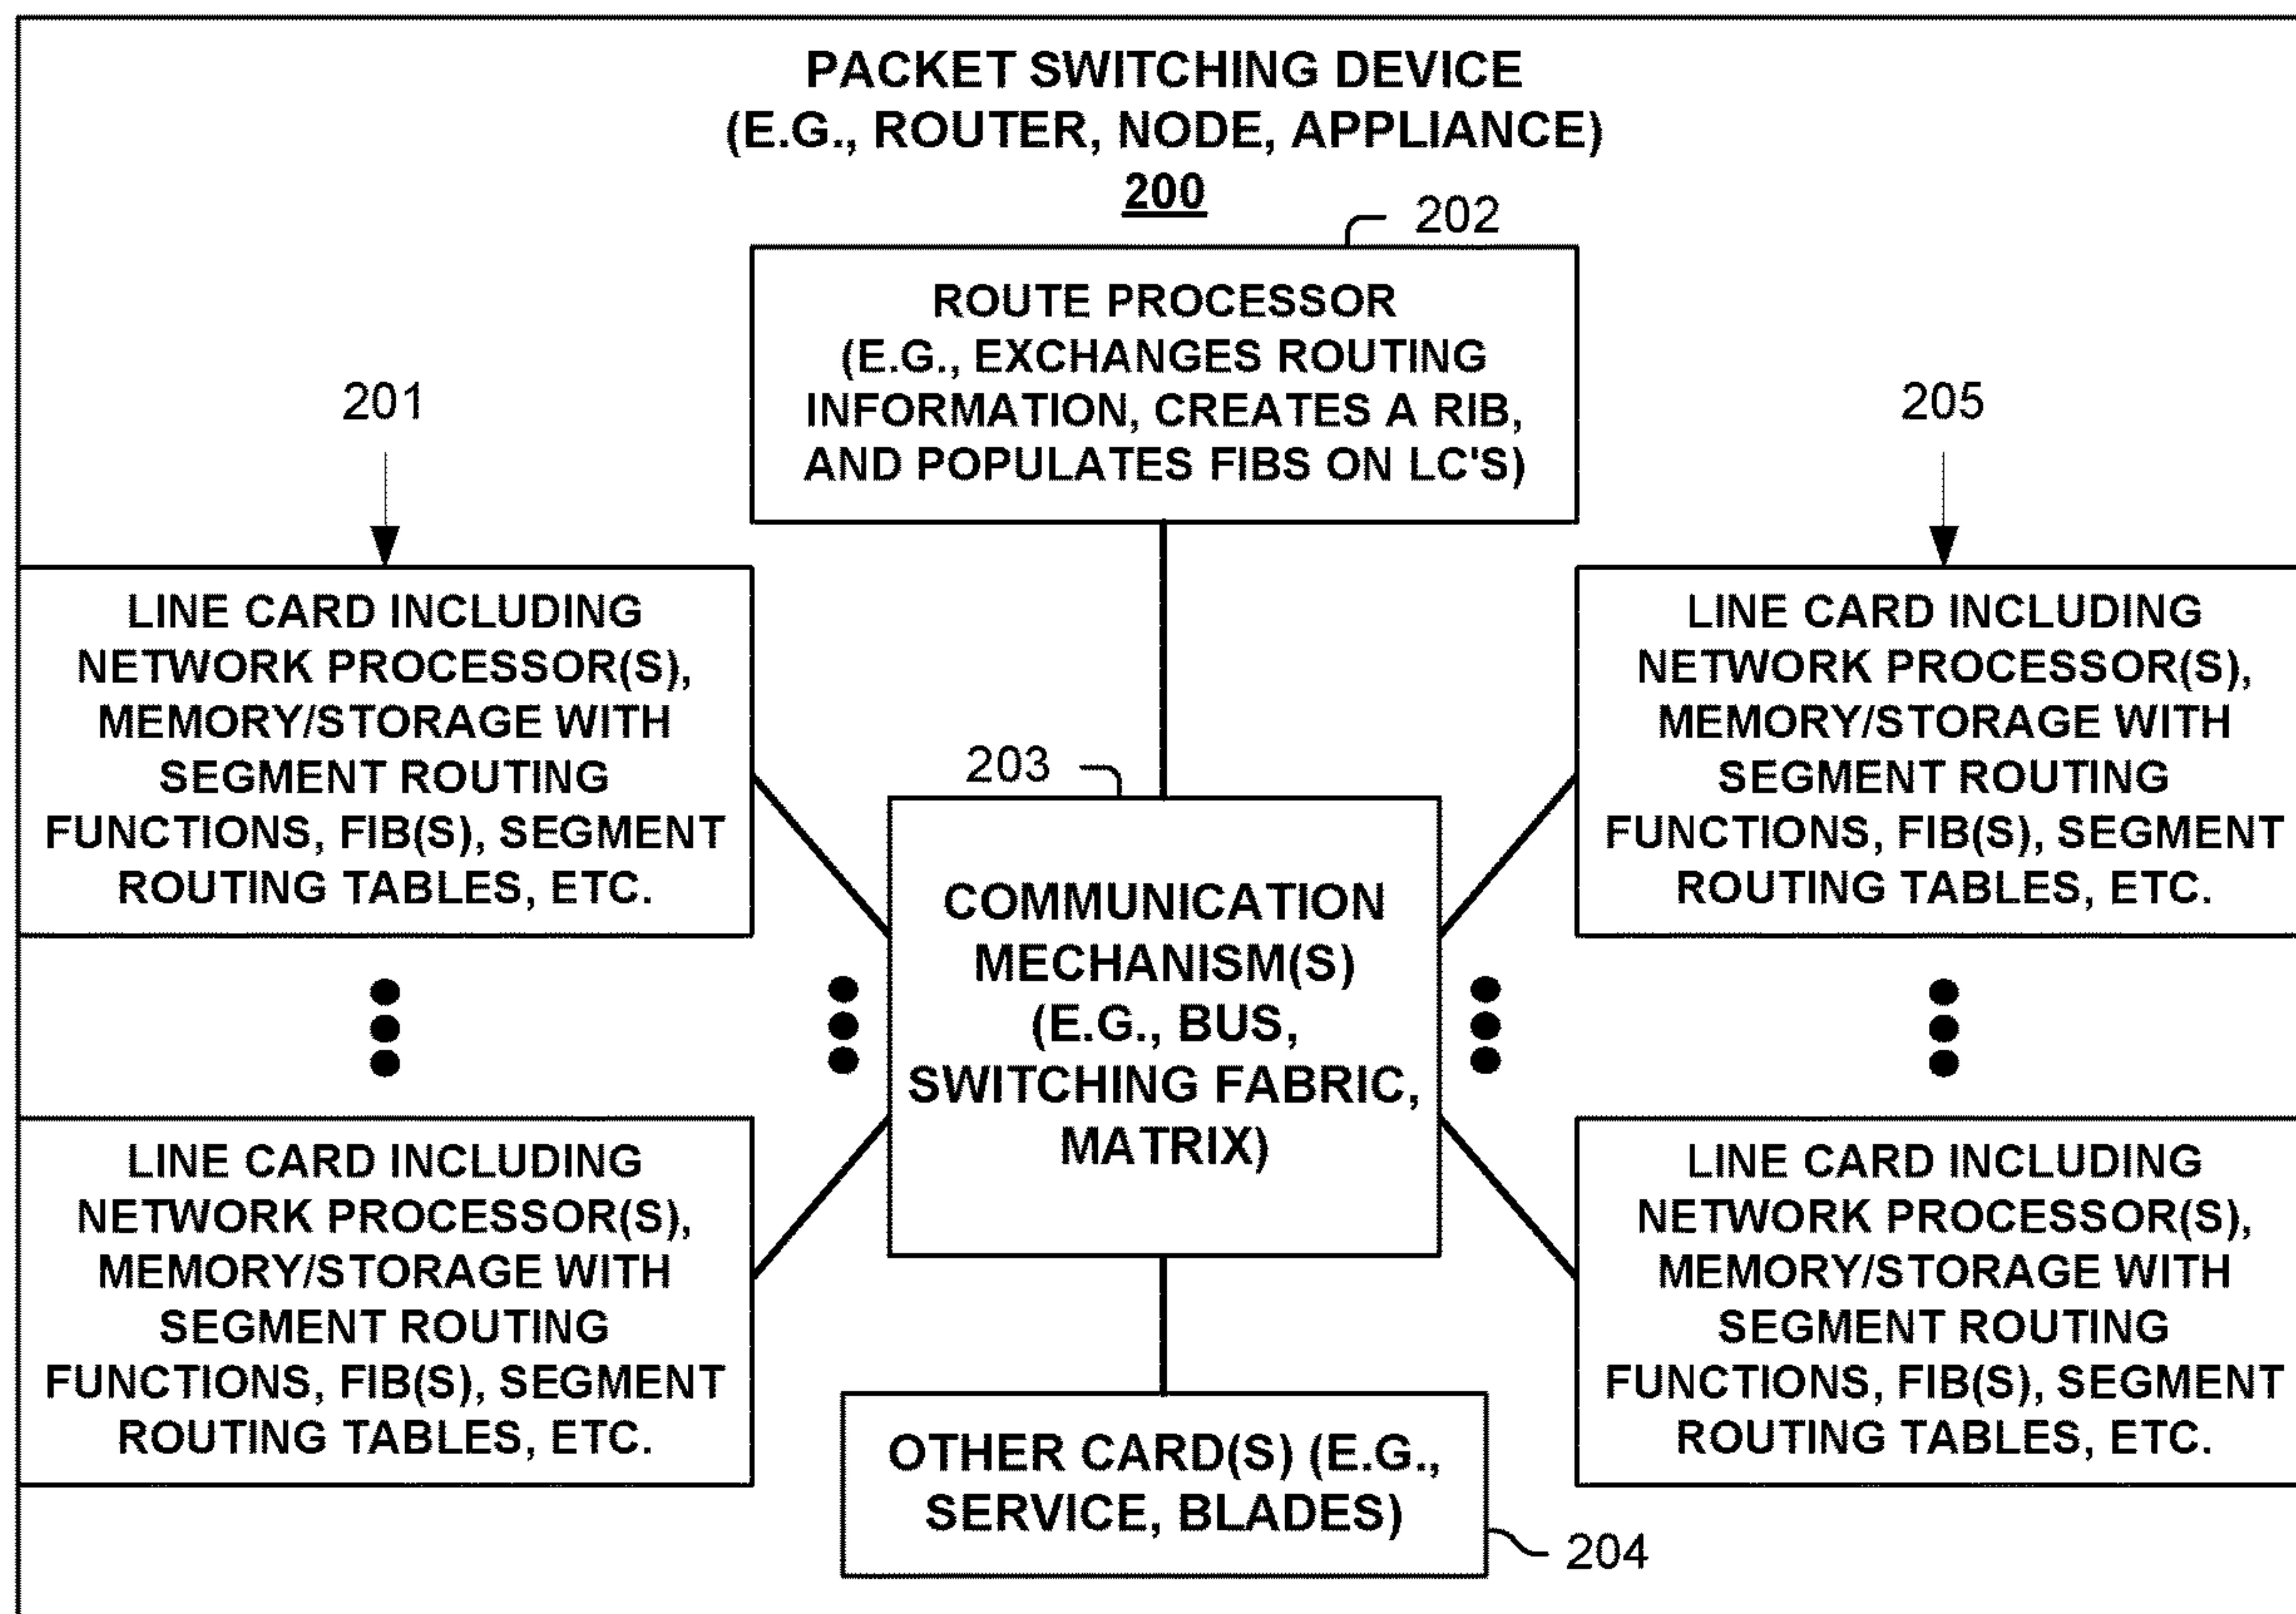 PACKET SWITCHING DEVICE
(E.G., ROUTER, NODE, APPLIANCE)
200
202
ROUTE PROCESSOR
(E.G., EXCHANGES ROUTING
INFORMATION, CREATES A RIB,
AND POPULATES FIBS ON LC'S)
201
205
LINE CARD INCLUDING
NETWORK PROCESSOR(S),
MEMORY/STORAGE WITH
SEGMENT ROUTING
FUNCTIONS, FIB(S), SEGMENT
ROUTING TABLES, ETC.
LINE CARD INCLUDING
NETWORK PROCESSOR(S),
MEMORY/STORAGE WITH
SEGMENT ROUTING
FUNCTIONS, FIB(S), SEGMENT
ROUTING TABLES, ETC.
203
COMMUNICATION
MECHANISM(S)
(E.G., BUS,
SWITCHING FABRIC,
MATRIX)
LINE CARD INCLUDING
NETWORK PROCESSOR(S),
MEMORY/STORAGE WITH
SEGMENT ROUTING
FUNCTIONS, FIB(S), SEGMENT
ROUTING TABLES, ETC.
LINE CARD INCLUDING
NETWORK PROCESSOR(S),
MEMORY/STORAGE WITH
SEGMENT ROUTING
FUNCTIONS, FIB(S), SEGMENT
ROUTING TABLES, ETC.
OTHER CARD(S) (E.G.,
SERVICE, BLADES)
204